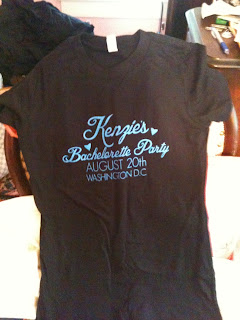 Kenzie's
Bachelorette Party
AUGUST 20th
WASHINGTON D.C